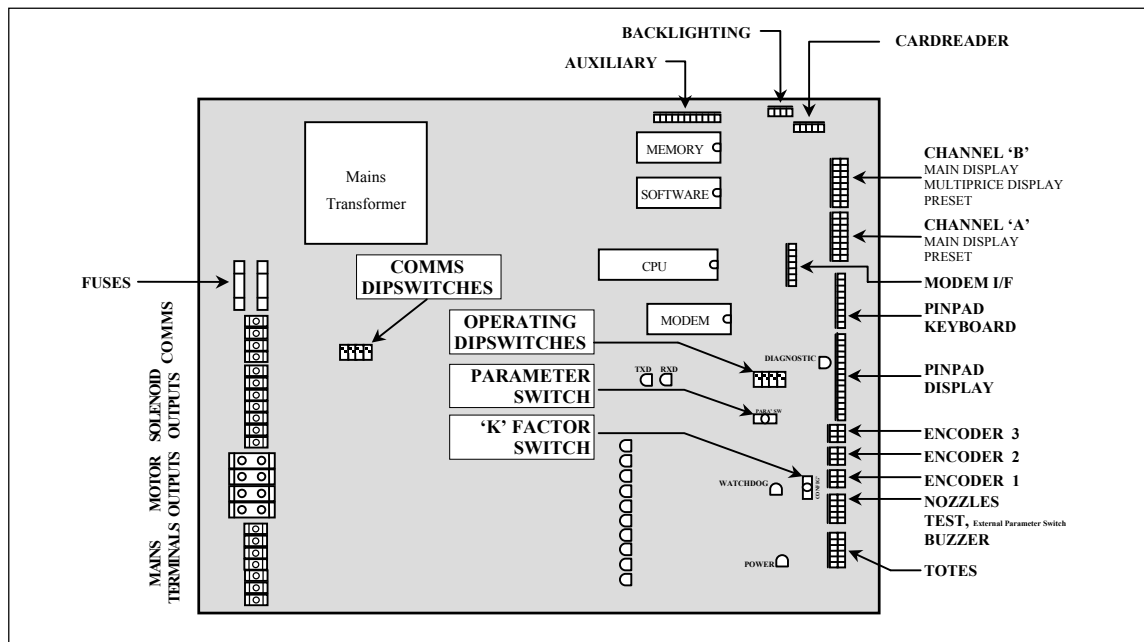 BACKLIGHTING
CARDREADER
AUXILIARY
MEMORY
SOFTWARE
Mains
Transformer
CHANNEL ‘B’
MAIN DISPLAY
MULTIPRICE DISPLAY
PRESET
CHANNEL ‘A’
MAIN DISPLAY
PRESET
CPU
FUSES
COMMS
DIPSWITCHES
MODEM I/F
PINPAD
KEYBOARD
MODEM
OPERATING
DIPSWITCHES
DIAGNOSTIC
PINPAD
DISPLAY
TXD
RXD
PARAMETER
SWITCH
PARA' SW
‘K’ FACTOR
SWITCH
ENCODER 3
ENCODER 2
ENCODER 1
WATCHDOG
CONFIG'
NOZZLES
TEST, External Parameter Switch
BUZZER
POWER
TOTES
COMMS
SOLENOID
OUTPUTS
MOTOR
OUTPUTS
MAINS
TERMINALS